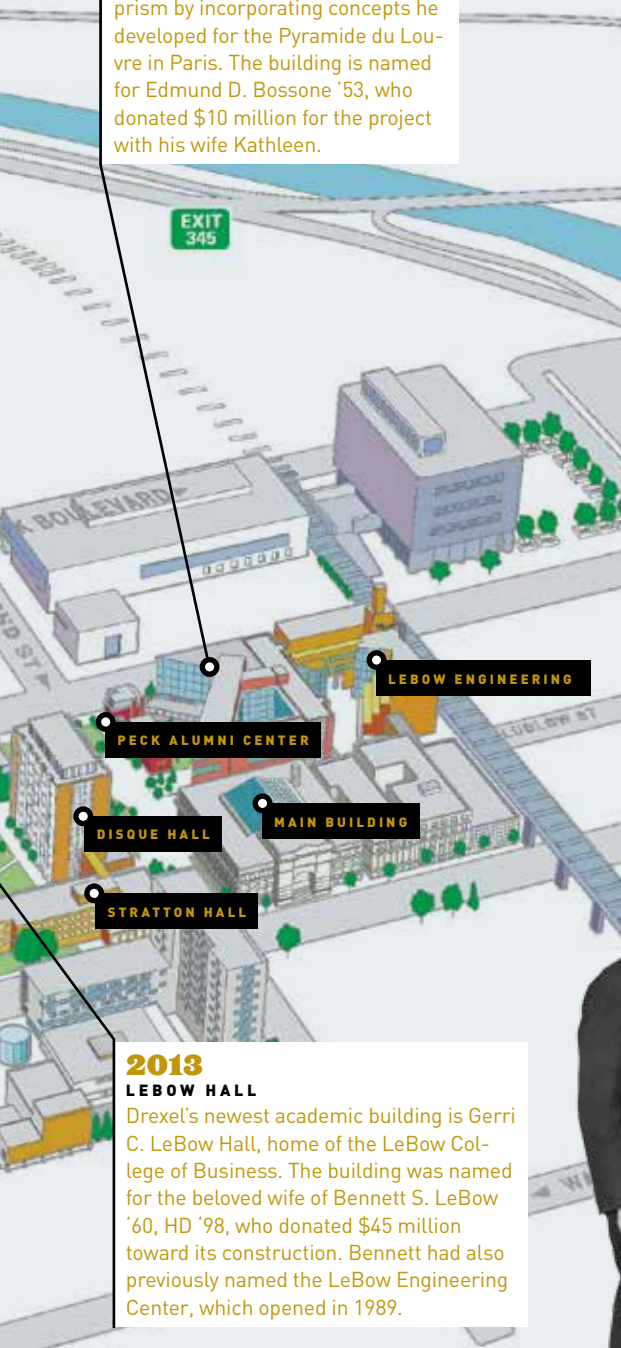 prism by incorporating concepts he
developed for the Pyramide du Lou-
vre in Paris. The building is named
for Edmund D. Bossone ’53, who
donated $10 million for the project
with his wife Kathleen.
EXIT
345
K BOULEVARD
ND ST
LEBOW ENGINEERING
LUDLOW ST
PECK ALUMNI CENTER
MAIN BUILDING
DISQUE HALL
STRATTON HALL
2013
LEBOW HALL
Drexel’s newest academic building is Gerri
C. LeBow Hall, home of the LeBow Col-
lege of Business. The building was named
for the beloved wife of Bennett S. LeBow
‘60, HD ‘98, who donated $45 million
toward its construction. Bennett had also
previously named the LeBow Engineering
Center, which opened in 1989.